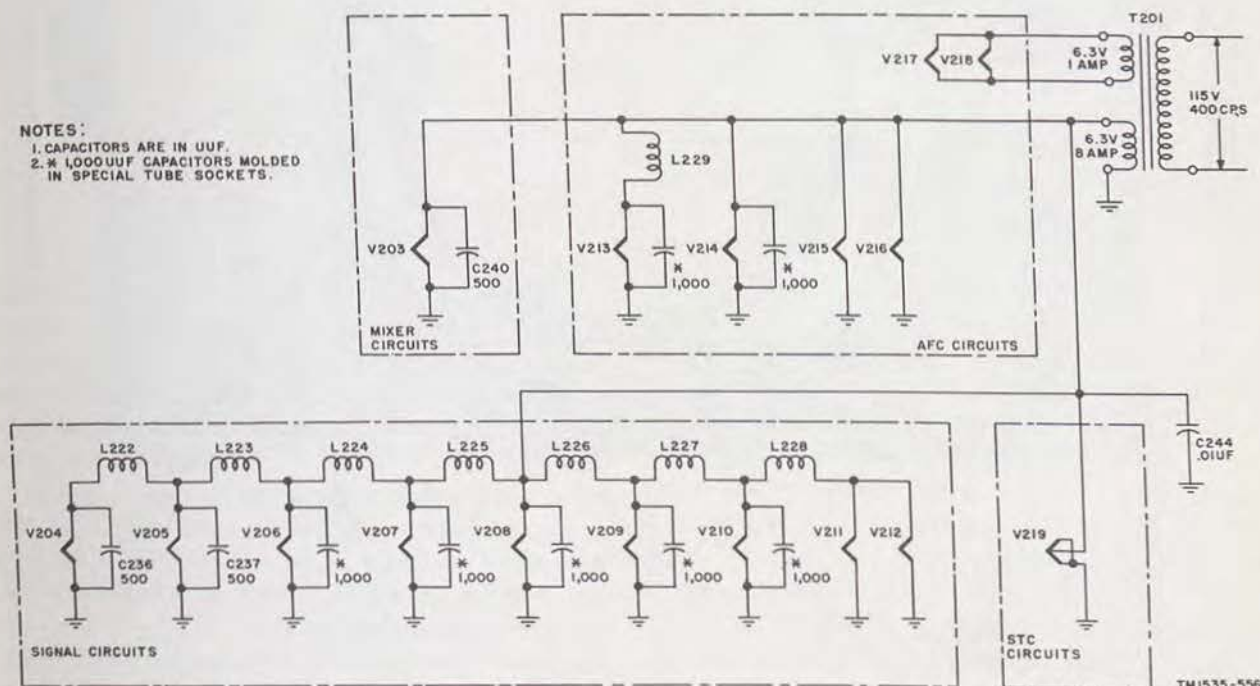 T201
V217
V218
6.3V
1 AMP
115V
400 CPS
NOTES:
1. CAPACITORS ARE IN UUF.
2. * 1,000 UUF CAPACITORS MOLDED
IN SPECIAL TUBE SOCKETS.
6.3V
8 AMP
L229
V203
C240
500
V213
*
1,000
V214
*
1,000
V215
V216
MIXER
CIRCUITS
AFC CIRCUITS
L222
L223
L224
L225
L226
L227
L228
C244
.01UF
V204
C236
500
V205
C237
500
V206
*
1,000
V207
*
1,000
V208
*
1,000
V209
*
1,000
V210
*
1,000
V211
V212
V219
SIGNAL CIRCUITS
STC
CIRCUITS